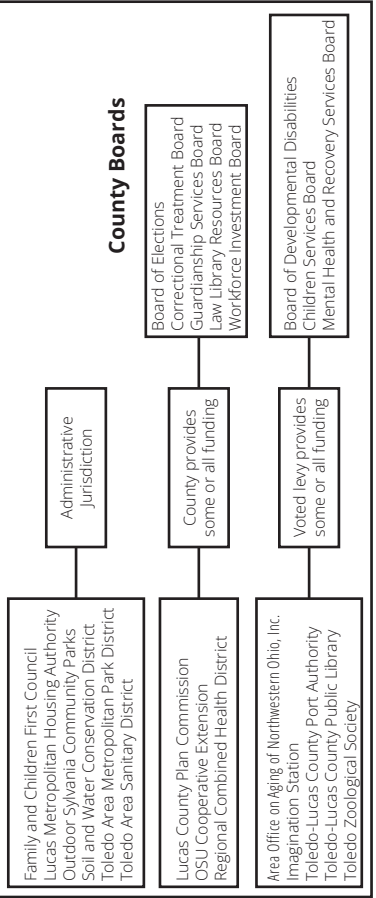 Family and Children First Council
Lucas Metropolitan Housing Authority
Outdoor Sylvania Community Parks
Soil and Water Conservation District
Toledo Area Metropolitan Park District
Toledo Area Sanitary District
Administrative
Jurisdiction
County Boards
Lucas County Plan Commission
OSU Cooperative Extension
Regional Combined Health District
County provides
some or all funding
Board of Elections
Correctional Treatment Board
Guardianship Services Board
Law Library Resources Board
Workforce Investment Board
Area Office on Aging of Northwestern Ohio, Inc.
Imagination Station
Toledo-Lucas County Port Authority
Toledo-Lucas County Public Library
Toledo Zoological Society
Voted levy provides
some or all funding
Board of Developmental Disabilities
Children Services Board
Mental Health and Recovery Services Board